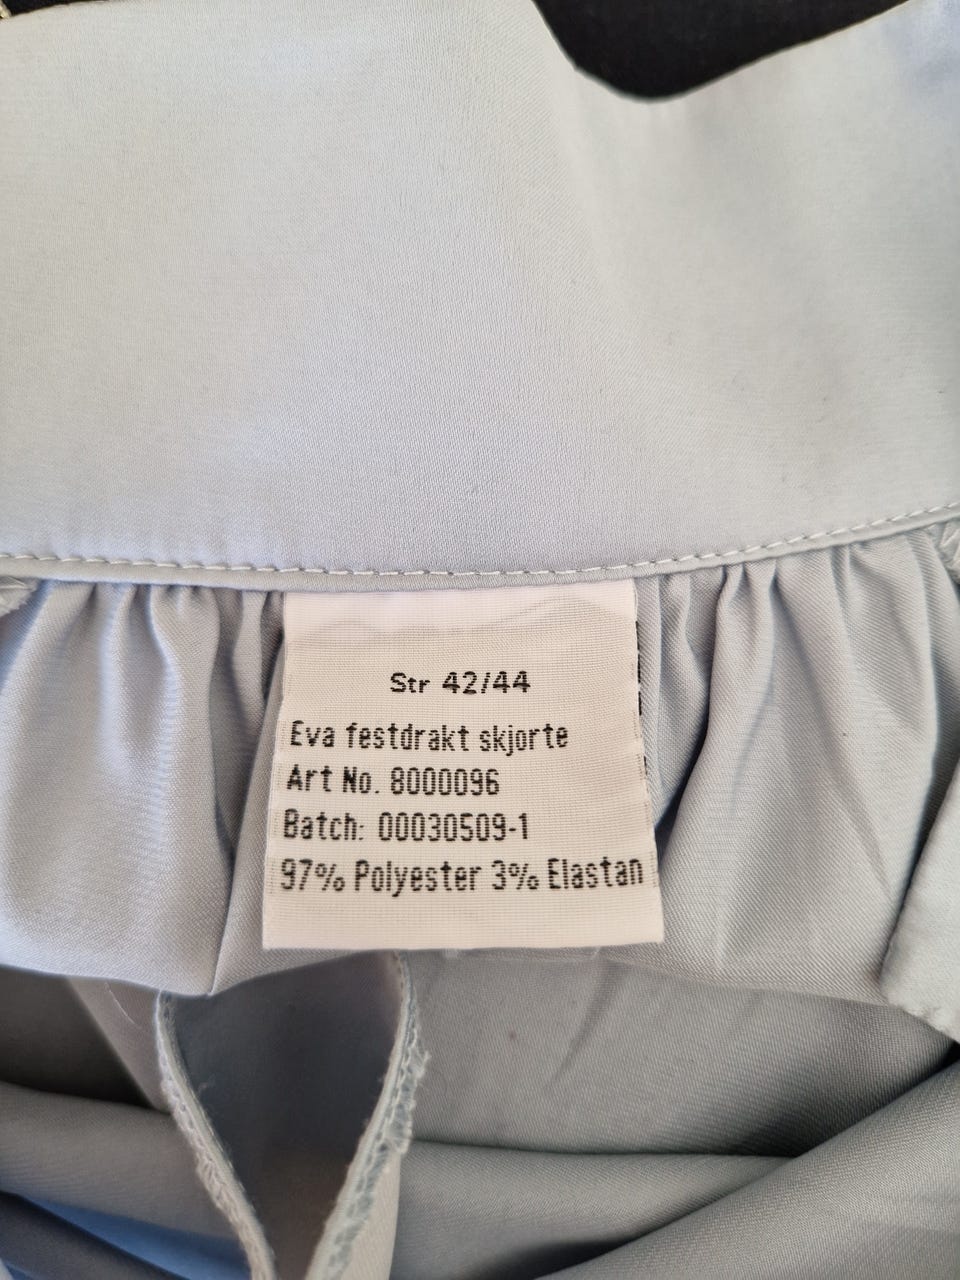 Str 42/44
Eva festdrakt skjorte
Art No. 8000096
Batch: 00030509-1
97% Polyester 3% Elastan